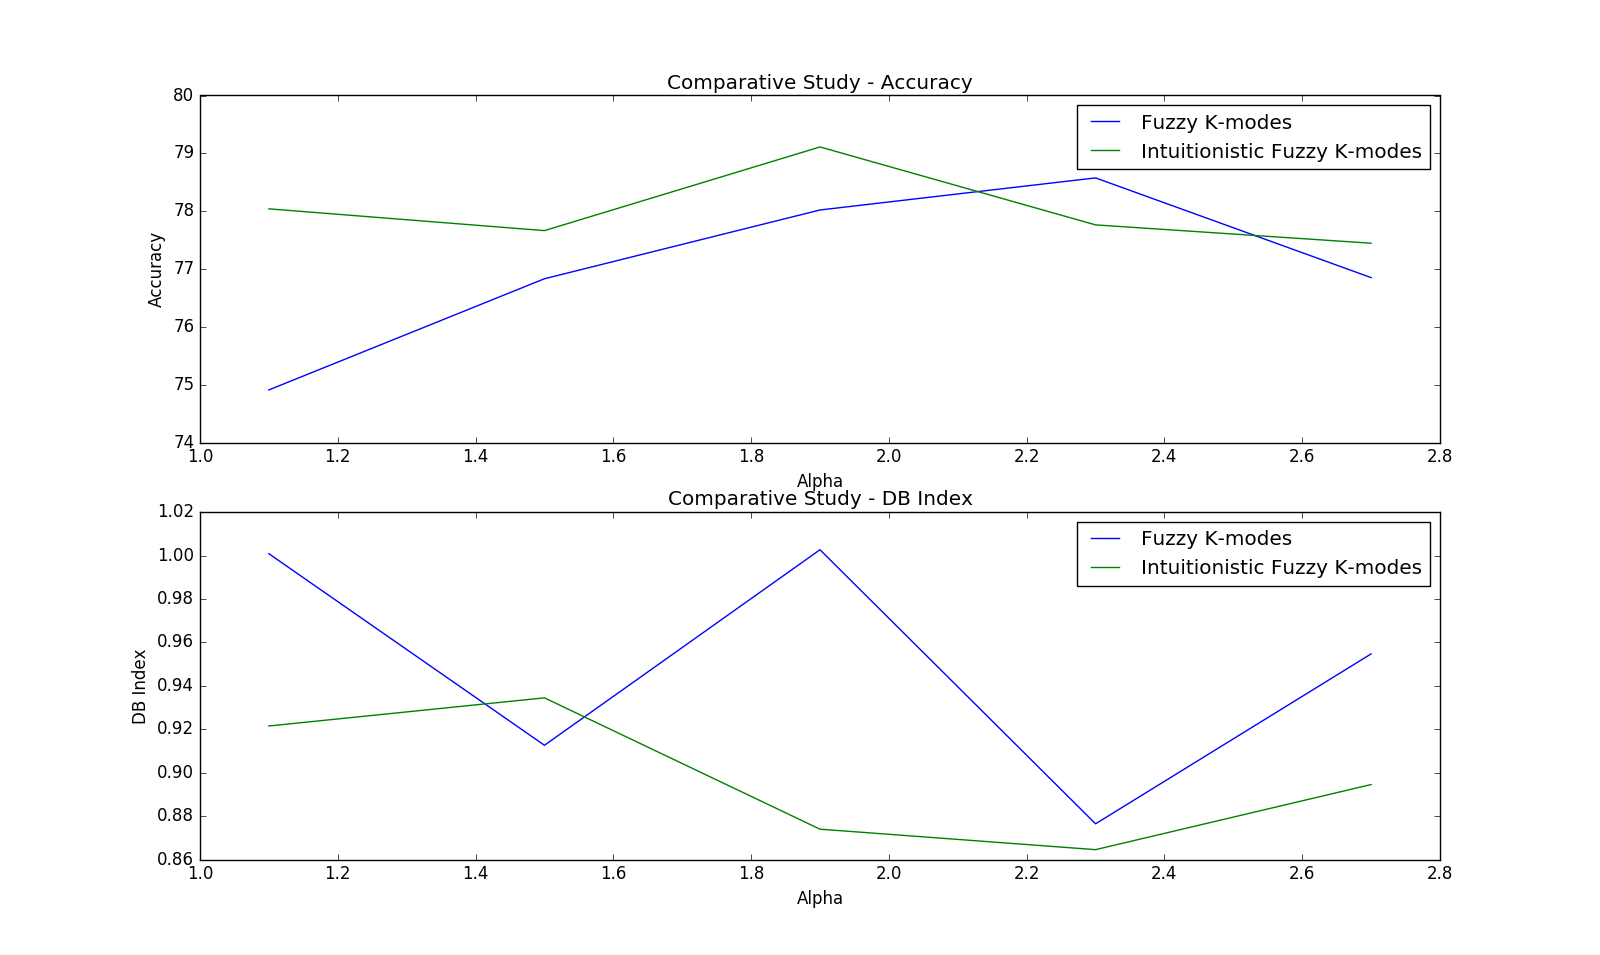 Comparative Study - Accuracy
80
79
78
77
76
75
74
Accuracy
Fuzzy K-modes
Intuitionistic Fuzzy K-modes
1.0 1.2 1.4 1.6 1.8 2.0 2.2 2.4 2.6 2.8
Alpha
Comparative Study - DB Index
1.02
1.00
0.98
0.96
0.94
0.92
0.90
0.88
0.86
DB Index
Fuzzy K-modes
Intuitionistic Fuzzy K-modes
1.0 1.2 1.4 1.6 1.8 2.0 2.2 2.4 2.6 2.8
Alpha